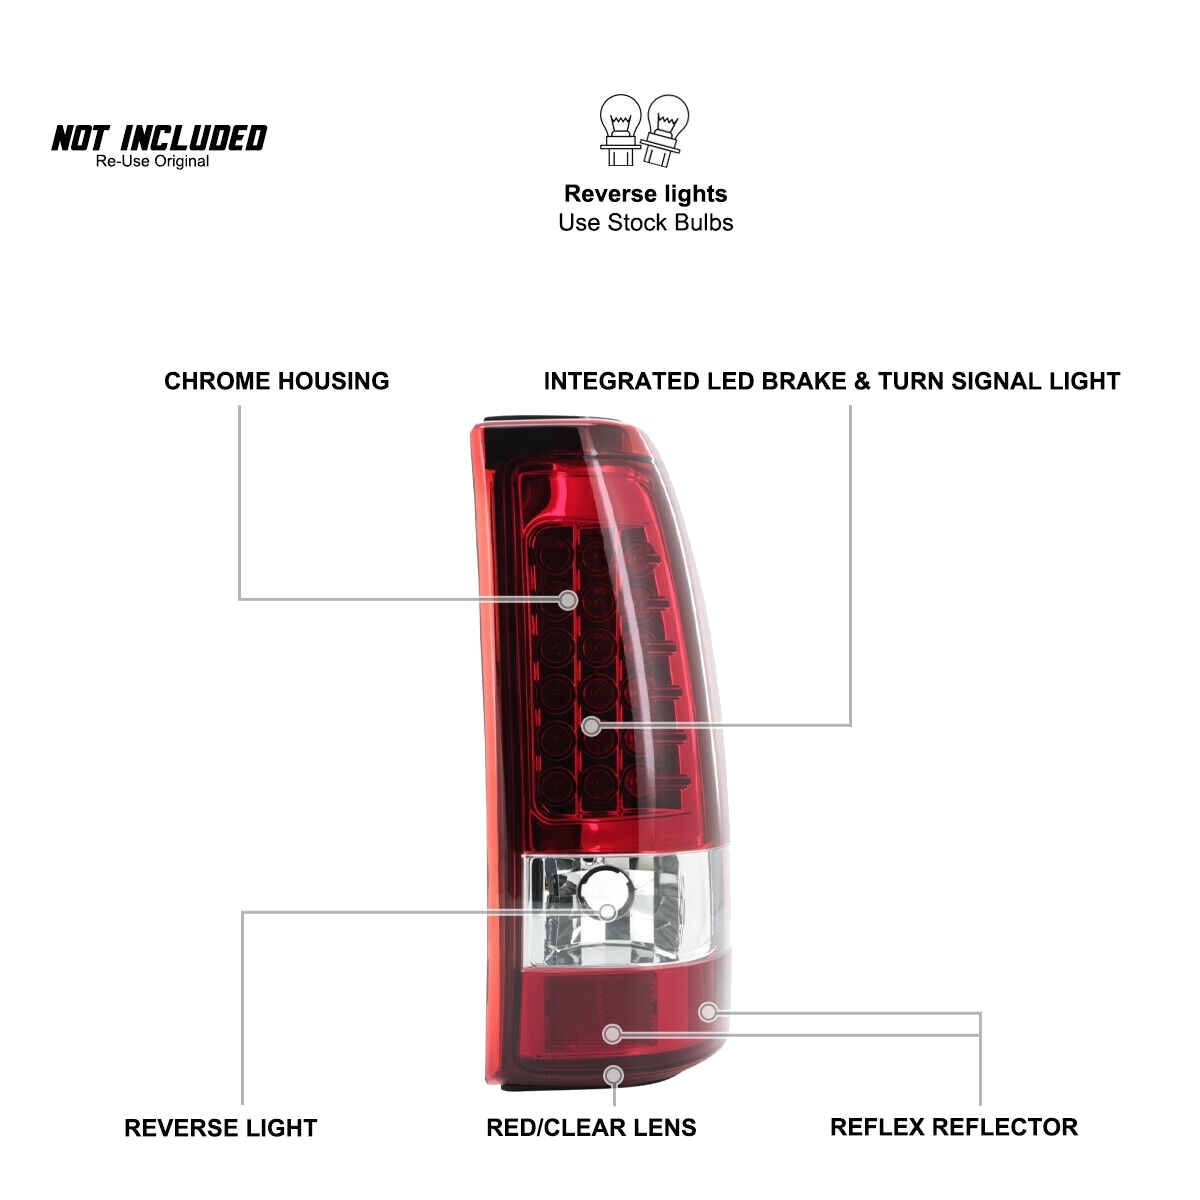 NOT INCLUDED
Re-Use Original
Reverse lights
Use Stock Bulbs
CHROME HOUSING
INTEGRATED LED BRAKE & TURN SIGNAL LIGHT
REVERSE LIGHT
RED/CLEAR LENS
REFLEX REFLECTOR